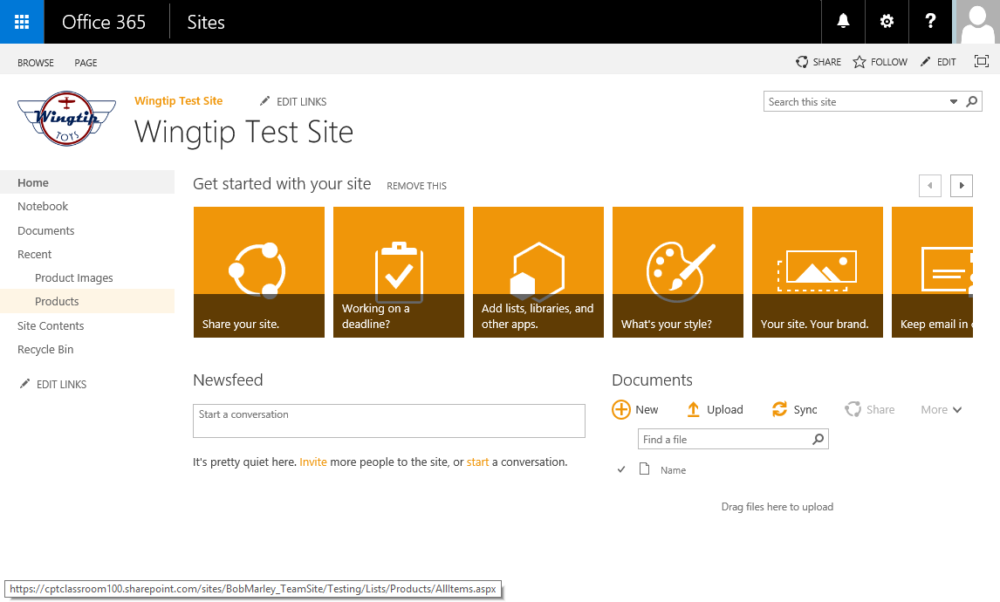 Office 365
Sites
?
BROWSE
PAGE
SHARE
FOLLOW
EDIT
Wingtip
TOYS
Wingtip Test Site
EDIT LINKS
Wingtip Test Site
Search this site
Home
Notebook
Documents
Recent
Product Images
Products
Site Contents
Recycle Bin
EDIT LINKS
Get started with your site
REMOVE THIS
Share your site.
Working on a
deadline?
Add lists, libraries, and
other apps.
What's your style?
Your site. Your brand.
Keep email in
Newsfeed
Start a conversation
It's pretty quiet here. Invite more people to the site, or start a conversation.
Documents
New
Upload
Sync
Share
More
Find a file
Name
Drag files here to upload
https://cptclassroom100.sharepoint.com/sites/BobMarley_TeamSite/Testing/Lists/Products/AllItems.aspx